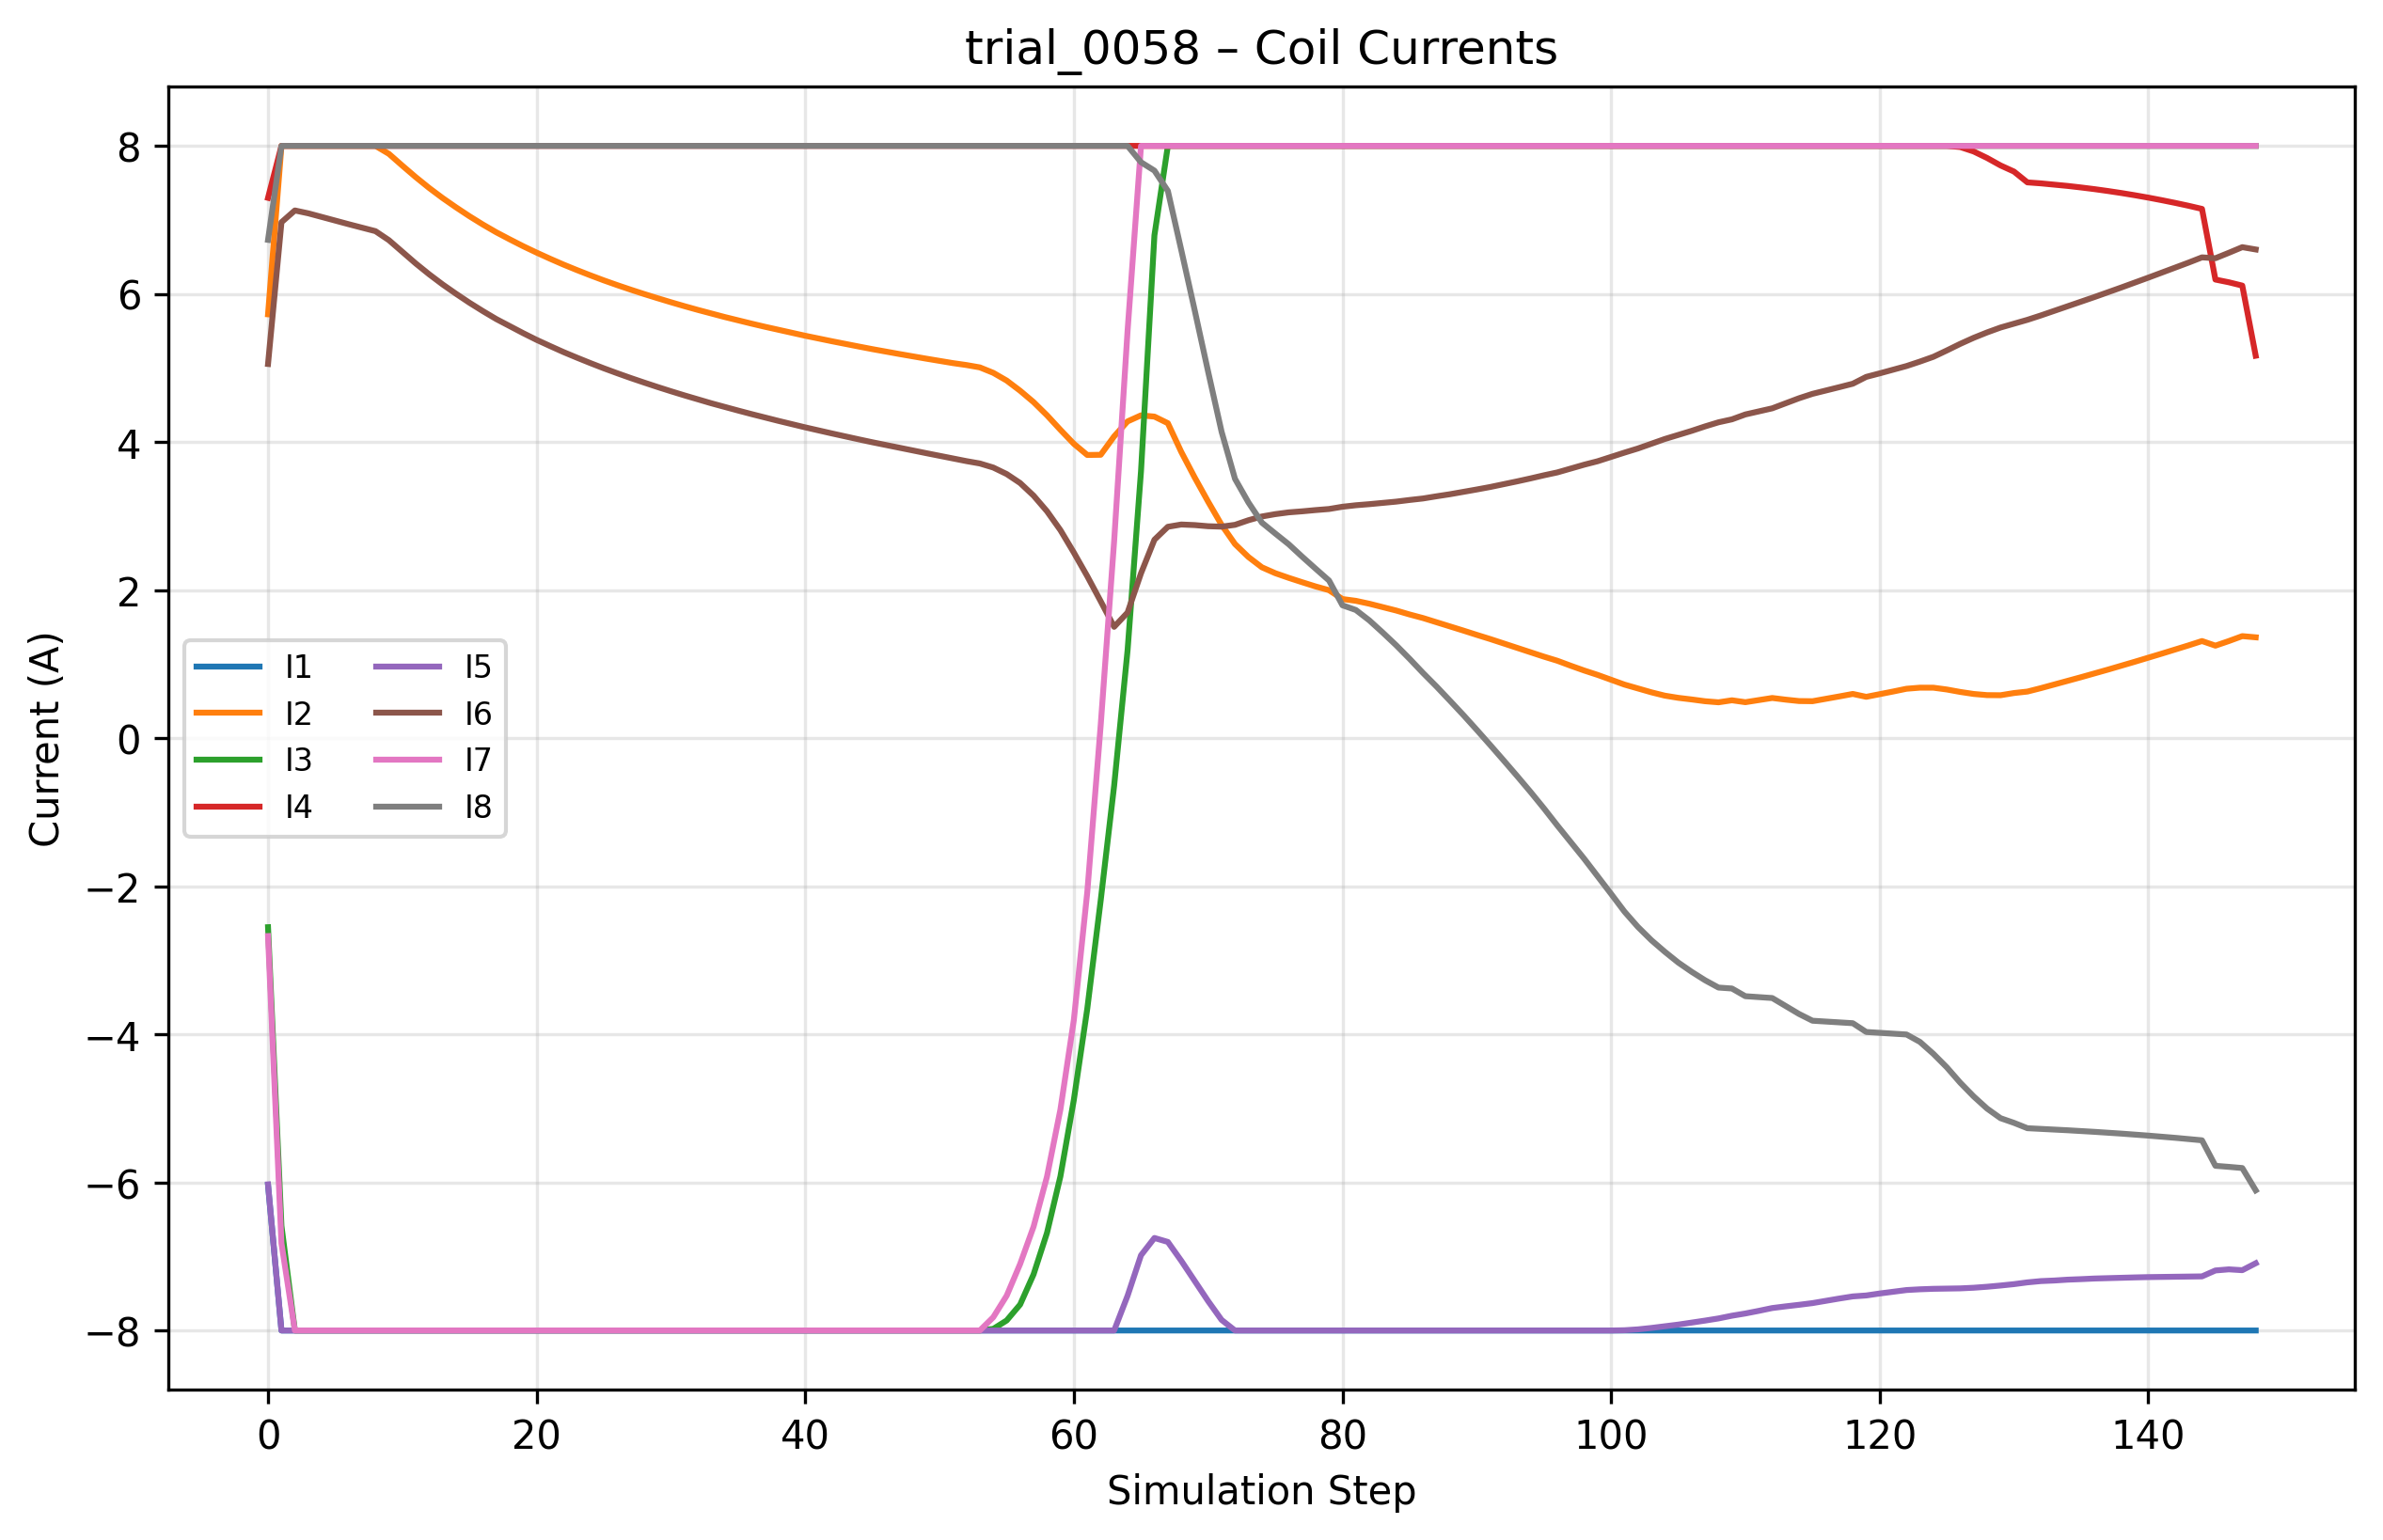 trial_0058 – Coil Currents
Current (A)
8
6
4
2
0
−2
−4
−6
−8
I1
I2
I3
I4
I5
I6
I7
I8
0 20 40 60 80 100 120 140
Simulation Step